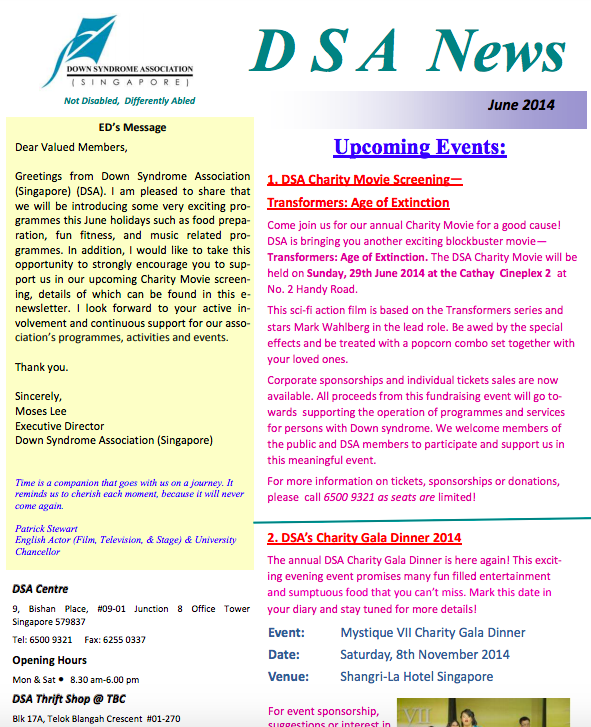 DOWN SYNDROME ASSOCIATION
( S I N G A P O R E )
Not Disabled, Differently Abled
D S A News
June 2014
ED's Message
Dear Valued Members,
Greetings from Down Syndrome Association
(Singapore) (DSA). I am pleased to share that
we will be introducing some very exciting pro-
grammes this June holidays such as food prepa-
ration, fun fitness, and music related pro-
grammes. In addition, I would like to take this
opportunity to strongly encourage you to sup-
port us in our upcoming Charity Movie screen-
ing, details of which can be found in this e-
newsletter. I look forward to your active in-
volvement and continuous support for our asso-
ciation's programmes, activities and events.
Thank you.
Sincerely,
Moses Lee
Executive Director
Down Syndrome Association (Singapore)
Time is a companion that goes with us on a journey. It
reminds us to cherish each moment, because it will never
come again.
Patrick Stewart
English Actor (Film, Television, & Stage) & University
Chancellor
DSA Centre
9, Bishan Place, #09-01 Junction 8 Office Tower
Singapore 579837
Tel: 6500 9321 Fax: 6255 0337
Opening Hours
Mon & Sat • 8.30 am-6.00 pm
DSA Thrift Shop @ TBC
Blk 17A, Telok Blangah Crescent #01-270
Upcoming Events:
1. DSA Charity Movie Screening—
Transformers: Age of Extinction
Come join us for our annual Charity Movie for a good cause!
DSA is bringing you another exciting blockbuster movie—
Transformers: Age of Extinction. The DSA Charity Movie will be
held on Sunday, 29th June 2014 at the Cathay Cineplex 2 at
No. 2 Handy Road.
This sci-fi action film is based on the Transformers series and
stars Mark Wahlberg in the lead role. Be awed by the special
effects and be treated with a popcorn combo set together with
your loved ones.
Corporate sponsorships and individual tickets sales are now
available. All proceeds from this fundraising event will go to-
wards supporting the operation of programmes and services
for persons with Down syndrome. We welcome members of
the public and DSA members to participate and support us in
this meaningful event.
For more information on tickets, sponsorships or donations,
please call 6500 9321 as seats are limited!
2. DSA's Charity Gala Dinner 2014
The annual DSA Charity Gala Dinner is here again! This excit-
ing evening event promises many fun filled entertainment
and sumptuous food that you can't miss. Mark this date in
your diary and stay tuned for more details!
Event: Mystique VII Charity Gala Dinner
Date: Saturday, 8th November 2014
Venue: Shangri-La Hotel Singapore
For event sponsorship,
suggestions or interest in
VII